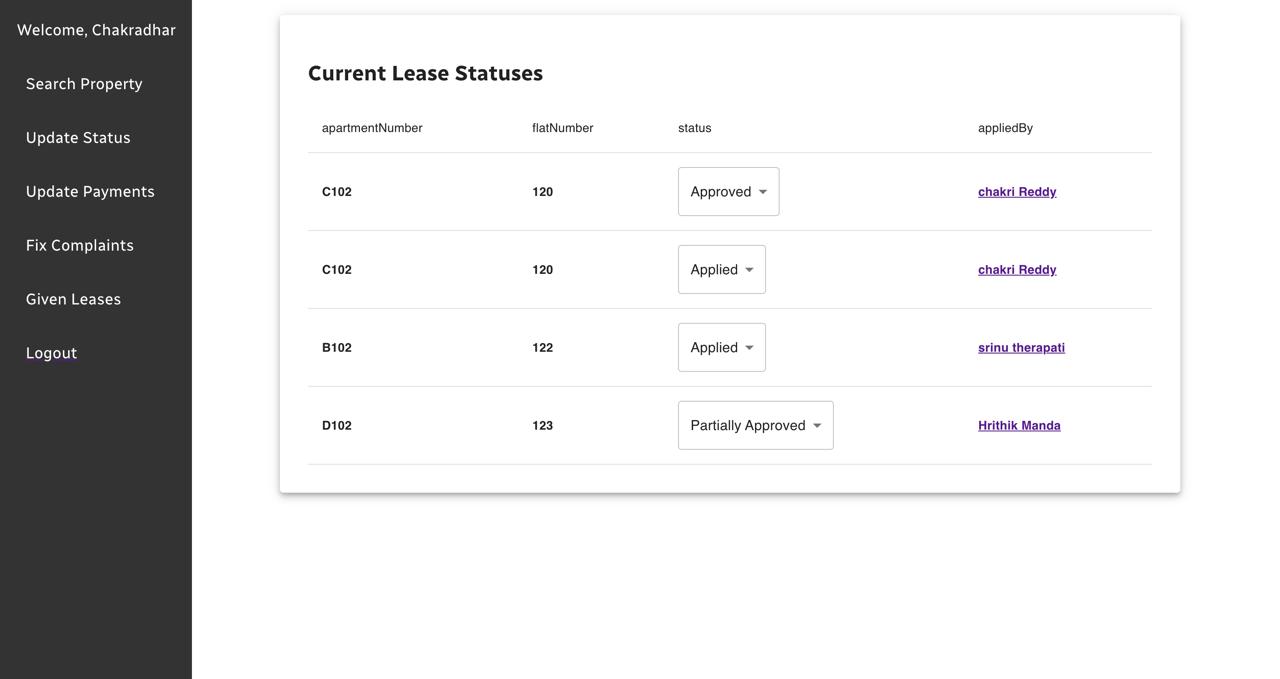 Welcome, Chakradhar
Search Property
Update Status
Update Payments
Fix Complaints
Given Leases
Logout
Current Lease Statuses
apartmentNumber flatNumber status appliedBy
C102 120 Approved chakri Reddy
C102 120 Applied chakri Reddy
B102 122 Applied srinu therapati
D102 123 Partially Approved Hrithik Manda